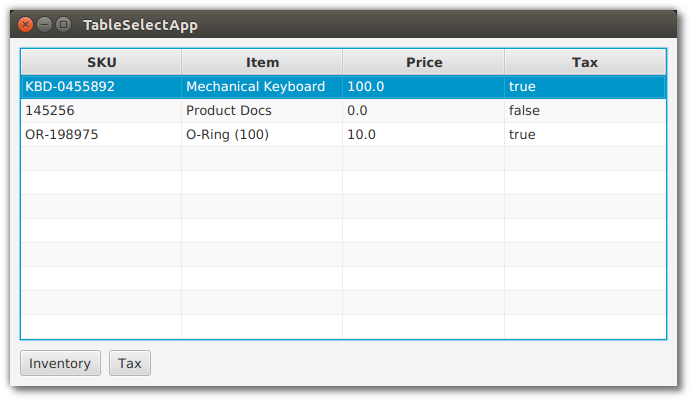 TableSelectApp
SKU Item Price Tax
KBD-0455892 Mechanical Keyboard 100.0 true
145256 Product Docs 0.0 false
OR-198975 O-Ring (100) 10.0 true
Inventory Tax